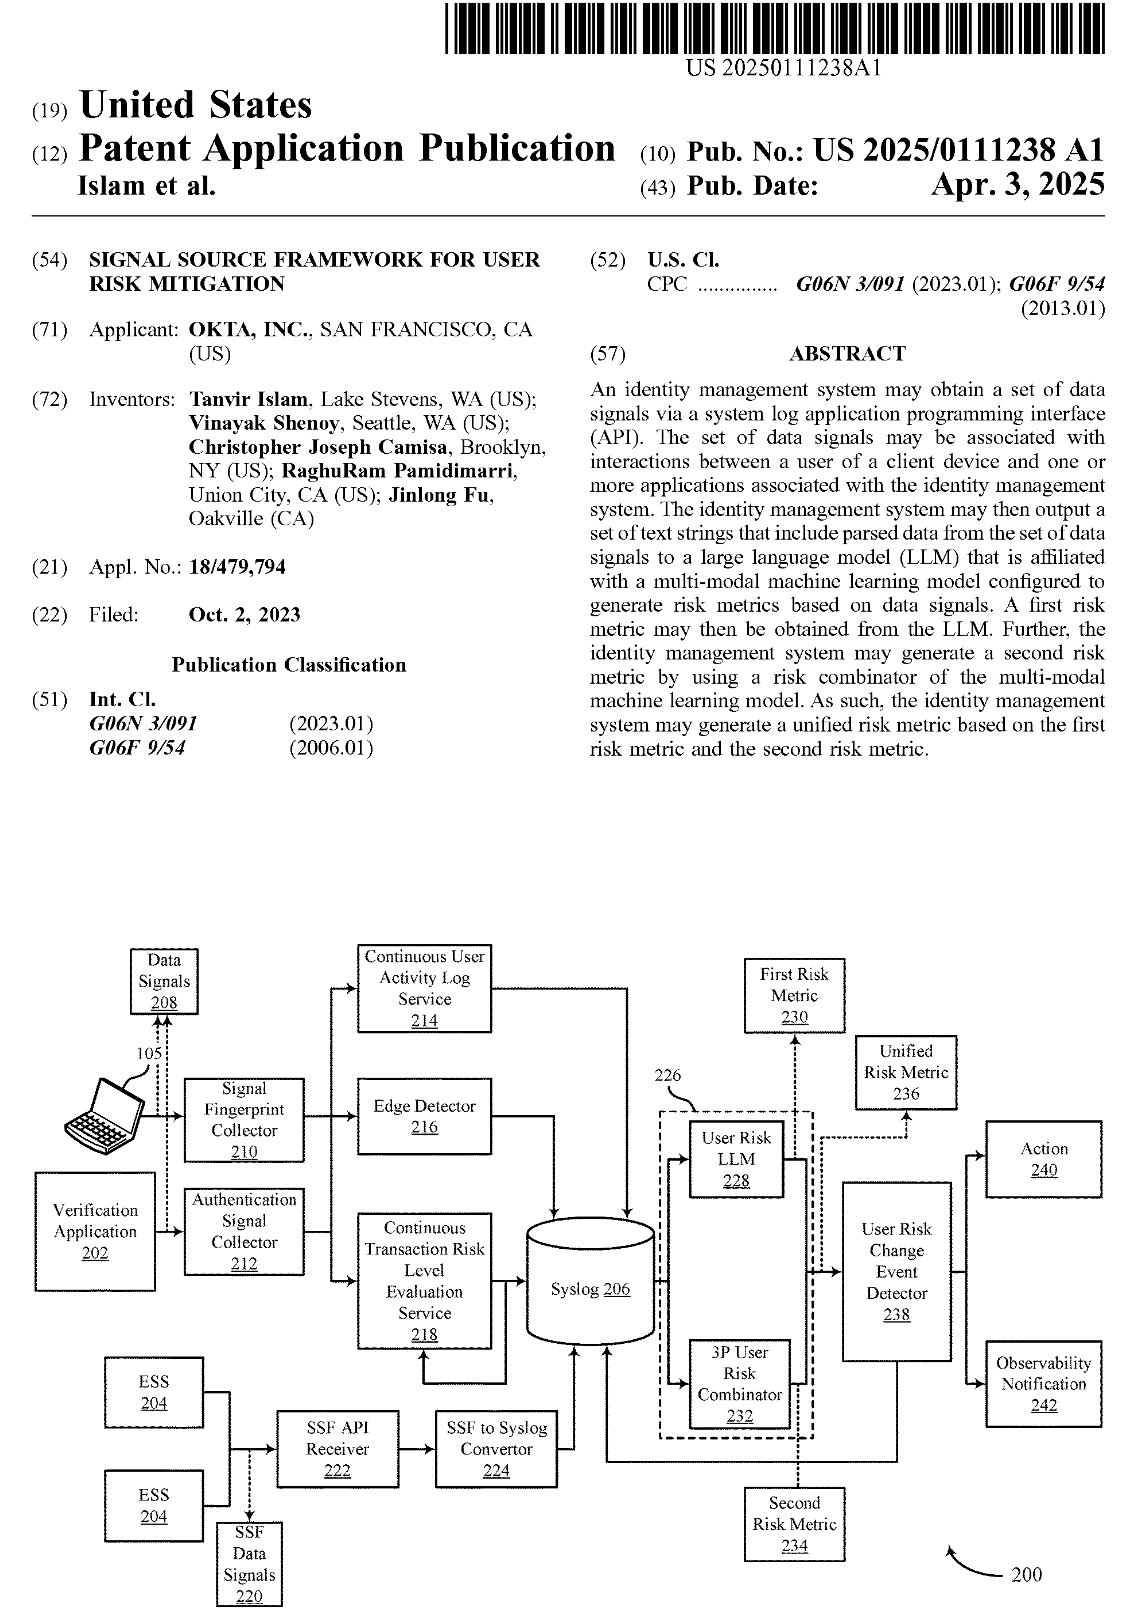 US 20250111238A1
(19) United States
(12) Patent Application Publication (10) Pub. No.: US 2025/0111238 A1
Islam et al. (43) Pub. Date: Apr. 3, 2025
(54) SIGNAL SOURCE FRAMEWORK FOR USER
RISK MITIGATION
(71) Applicant: OKTA, INC., SAN FRANCISCO, CA
(US)
(72) Inventors: Tanvir Islam, Lake Stevens, WA (US);
Vinayak Shenoy, Seattle, WA (US);
Christopher Joseph Camisa, Brooklyn,
NY (US); RaghuRam Pamidimarri,
Union City, CA (US); Jinlong Fu,
Oakville (CA)
(21) Appl. No.: 18/479,794
(22) Filed: Oct. 2, 2023
Publication Classification
(51) Int. Cl.
G06N 3/091 (2023.01)
G06F 9/54 (2006.01)
(52) U.S. Cl.
CPC ............... G06N 3/091 (2023.01); G06F 9/54
(2013.01)
(57) ABSTRACT
An identity management system may obtain a set of data
signals via a system log application programming interface
(API). The set of data signals may be associated with
interactions between a user of a client device and one or
more applications associated with the identity management
system. The identity management system may then output a
set of text strings that include parsed data from the set of data
signals to a large language model (LLM) that is affiliated
with a multi-modal machine learning model configured to
generate risk metrics based on data signals. A first risk
metric may then be obtained from the LLM. Further, the
identity management system may generate a second risk
metric by using a risk combinator of the multi-modal
machine learning model. As such, the identity management
system may generate a unified risk metric based on the first
risk metric and the second risk metric.
Data
Signals
208
105
Signal
Fingerprint
Collector
210
Verification
Application
202
Authentication
Signal
Collector
212
Continuous User
Activity Log
Service
214
Edge Detector
216
Continuous
Transaction Risk
Level
Evaluation
Service
218
ESS
204
ESS
204
SSF
Data
Signals
220
SSF API
Receiver
222
SSF to Syslog
Convertor
224
Syslog 206
226
User Risk
LLM
228
3P User
Risk
Combinator
232
First Risk
Metric
230
Unified
Risk Metric
236
Second
Risk Metric
234
User Risk
Change
Event
Detector
238
Action
240
Observability
Notification
242
200